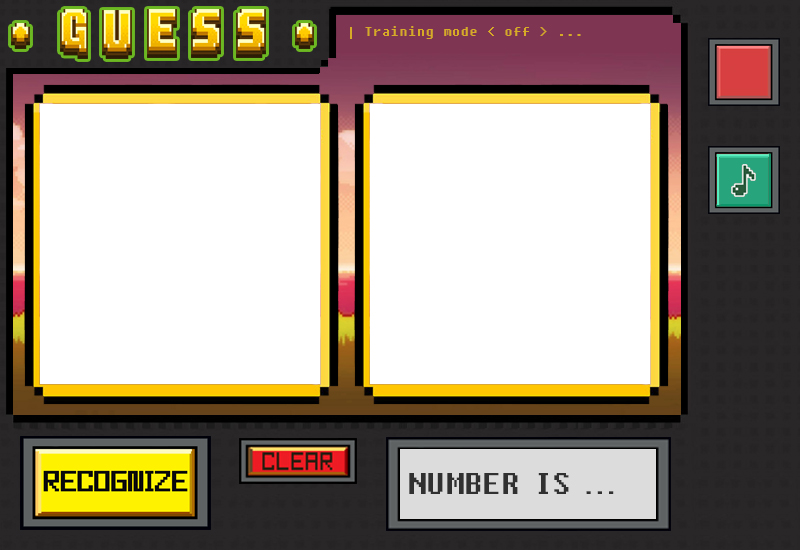 GUESS
| Training mode < off > ...
RECOGNIZE
CLEAR
NUMBER IS ...